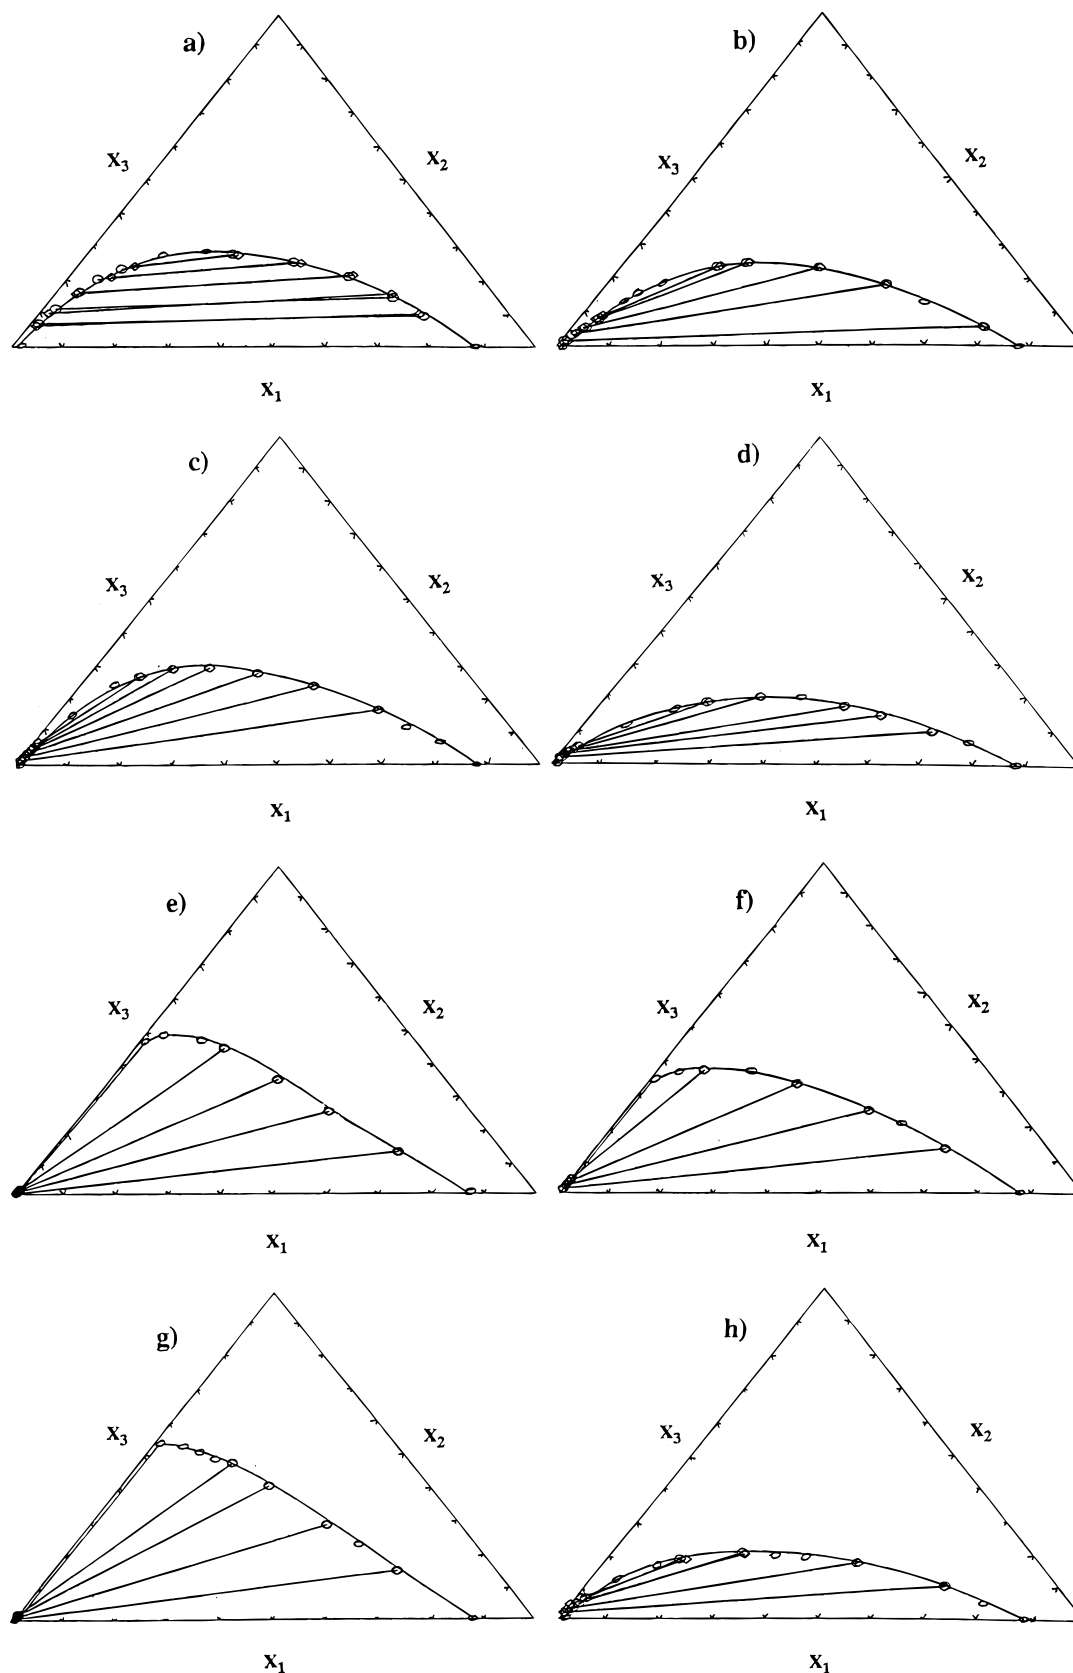 a)
b)
x₃
x₂
x₃
x₂
x₁
x₁
c)
d)
x₃
x₂
x₃
x₂
x₁
x₁
e)
f)
x₃
x₂
x₃
x₂
x₁
x₁
g)
h)
x₃
x₂
x₃
x₂
x₁
x₁